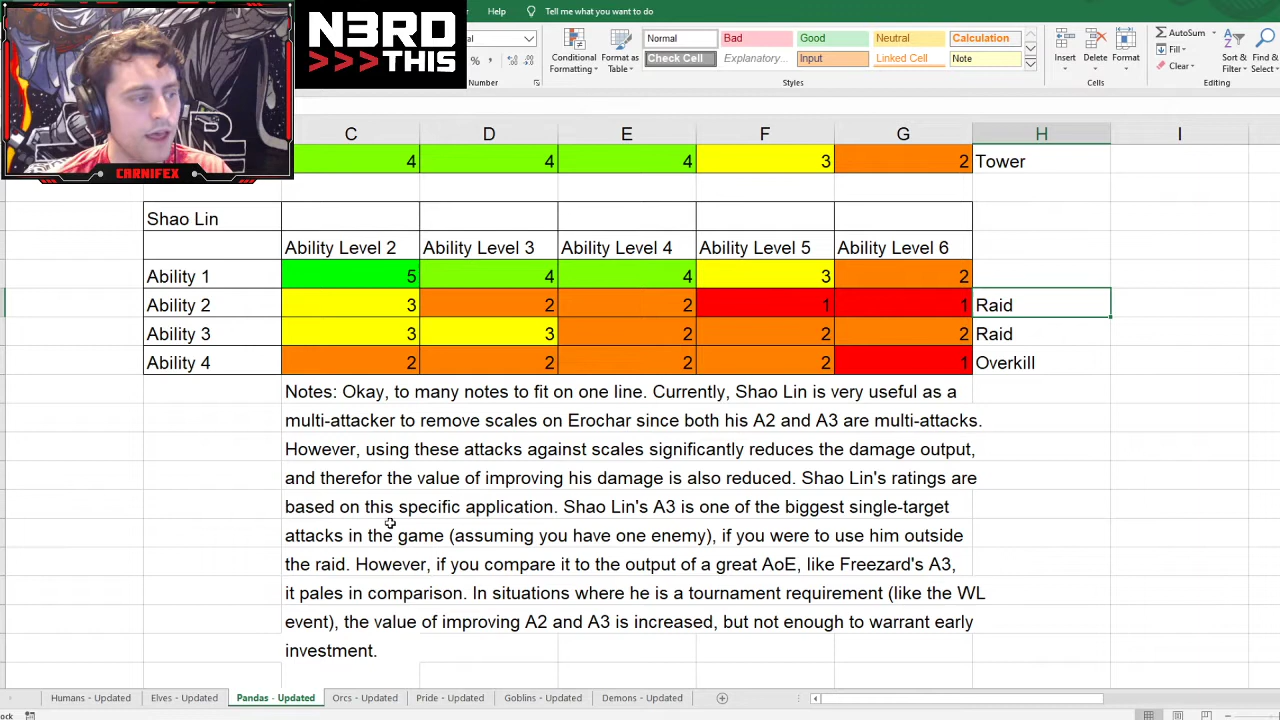 Help
Tell me what you want to do
N3RD
>>>THIS
CARNIFEX
Conditional
Formatting
Format as
Table
Normal
Bad
Good
Neutral
Calculation
Check Cell
Explanatory...
Input
Linked Cell
Note
Insert
Delete
Format
AutoSum
Fill
Clear
Sort &
Filter
Find &
Select
Number
Styles
Cells
Editing
C D E F G H I
4 4 4 3 2 Tower
Shao Lin
Ability Level 2 Ability Level 3 Ability Level 4 Ability Level 5 Ability Level 6
Ability 1 5 4 4 3 2
Ability 2 3 2 2 1 1 Raid
Ability 3 3 3 2 2 2 Raid
Ability 4 2 2 2 2 1 Overkill
Notes: Okay, to many notes to fit on one line. Currently, Shao Lin is very useful as a
multi-attacker to remove scales on Erochar since both his A2 and A3 are multi-attacks.
However, using these attacks against scales significantly reduces the damage output,
and therefor the value of improving his damage is also reduced. Shao Lin's ratings are
based on this specific application. Shao Lin's A3 is one of the biggest single-target
attacks in the game (assuming you have one enemy), if you were to use him outside
the raid. However, if you compare it to the output of a great AoE, like Freezard's A3,
it pales in comparison. In situations where he is a tournament requirement (like the WL
event), the value of improving A2 and A3 is increased, but not enough to warrant early
investment.
Humans - Updated Elves - Updated Pandas - Updated Orcs - Updated Pride - Updated Goblins - Updated Demons - Updated